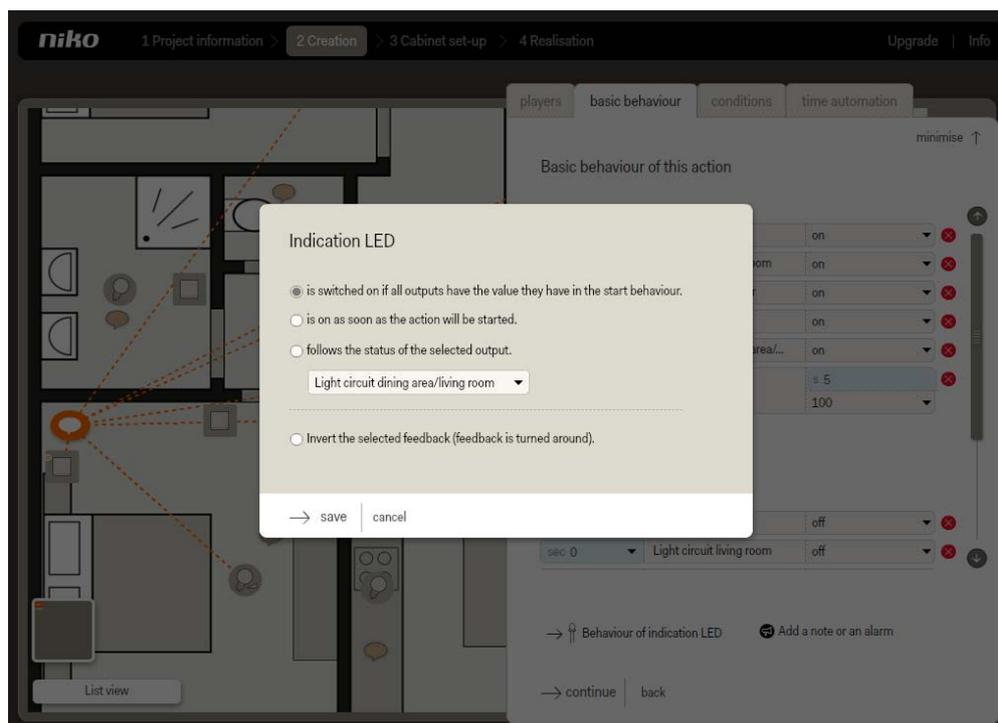 niko 1 Project information > 2 Creation > 3 Cabinet set-up > 4 Realisation Upgrade | Info
players basic behaviour conditions time automation
minimise ↑
Basic behaviour of this action
on
on
on
on
area/... on
s 5
100
Indication LED
is switched on if all outputs have the value they have in the start behaviour.
is on as soon as the action will be started.
follows the status of the selected output.
Light circuit dining area/living room
Invert the selected feedback (feedback is turned around).
→ save cancel
off
sec 0 Light circuit living room off
→ Behaviour of indication LED Add a note or an alarm
→ continue back
List view